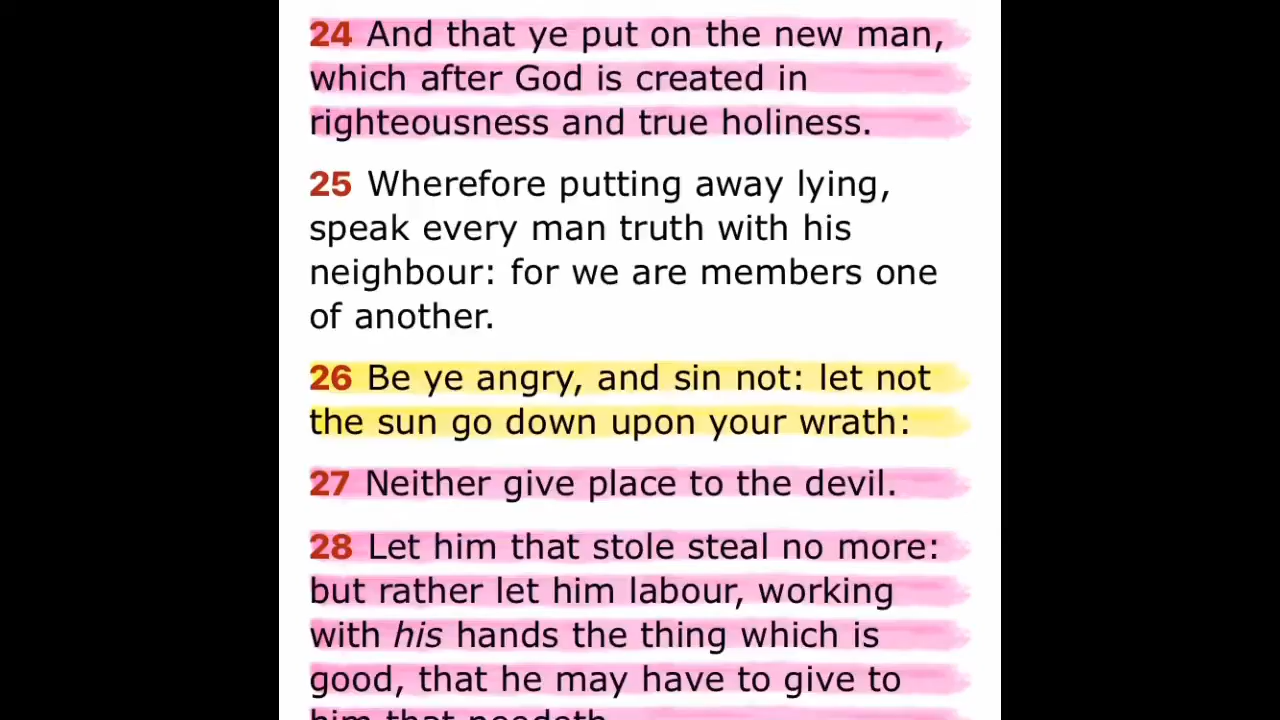 24 And that ye put on the new man,
which after God is created in
righteousness and true holiness.
25 Wherefore putting away lying,
speak every man truth with his
neighbour: for we are members one
of another.
26 Be ye angry, and sin not: let not
the sun go down upon your wrath:
27 Neither give place to the devil.
28 Let him that stole steal no more:
but rather let him labour, working
with his hands the thing which is
good, that he may have to give to
him that needeth